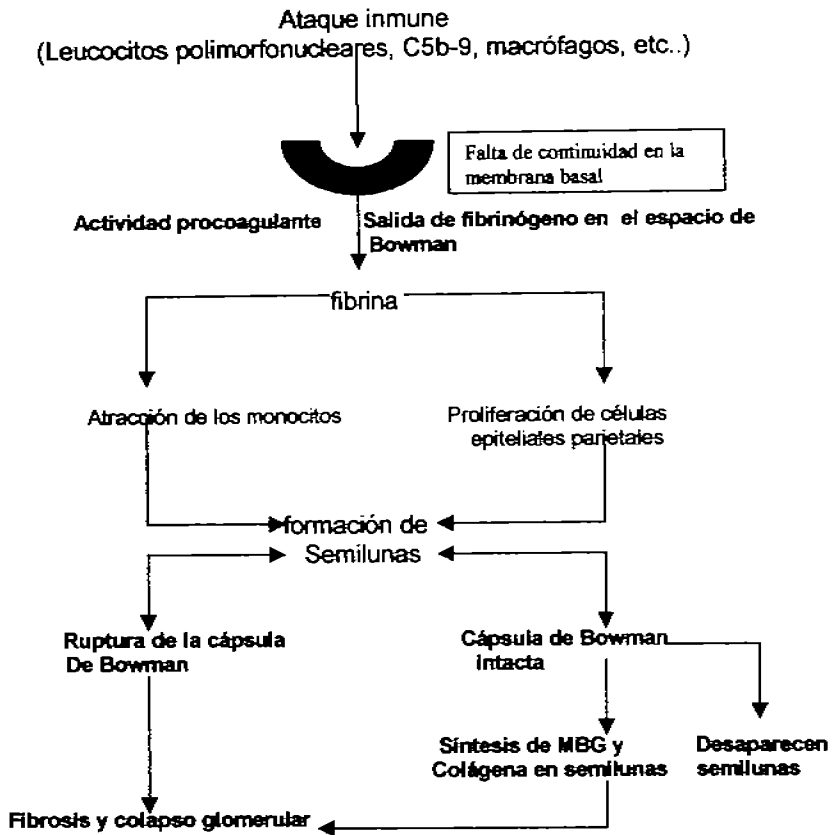 Ataque inmune
(Leucocitos polimorfonucleares, C5b-9, macrófagos, etc..)
Falta de continuidad en la
membrana basal
Actividad procoagulante
Salida de fibrinógeno en el espacio de
Bowman
fibrina
Atracción de los monocitos
Proliferación de células
epiteliales parietales
formación de
Semilunas
Ruptura de la cápsula
De Bowman
Cápsula de Bowman
intacta
Síntesis de MBG y
Colágena en semilunas
Desaparecen
semilunas
Fibrosis y colapso glomerular